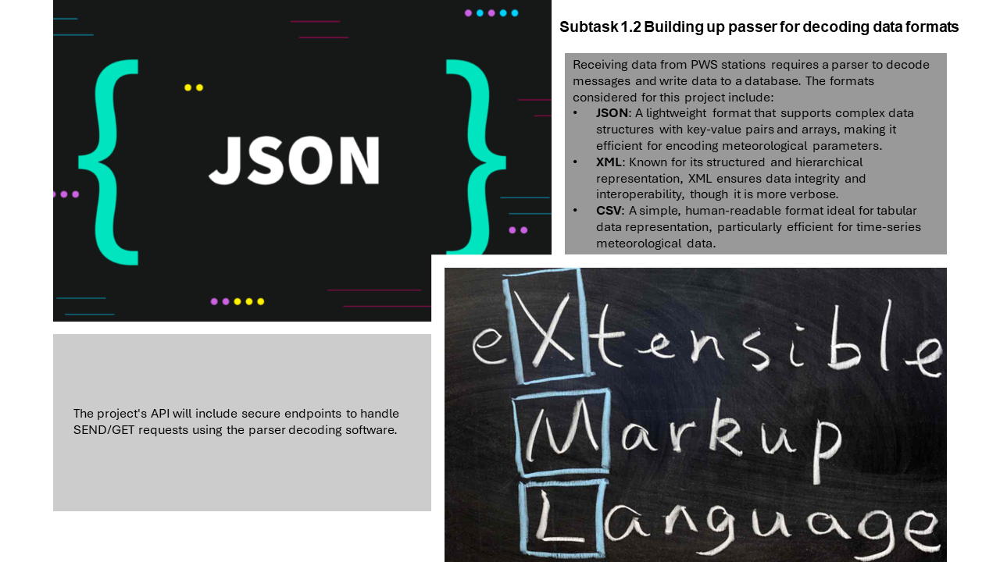 Subtask 1.2 Building up passer for decoding data formats
JSON
Receiving data from PWS stations requires a parser to decode
messages and write data to a database. The formats
considered for this project include:
• JSON: A lightweight format that supports complex data
structures with key-value pairs and arrays, making it
efficient for encoding meteorological parameters.
• XML: Known for its structured and hierarchical
representation, XML ensures data integrity and
interoperability, though it is more verbose.
• CSV: A simple, human-readable format ideal for tabular
data representation, particularly efficient for time-series
meteorological data.
The project's API will include secure endpoints to handle
SEND/GET requests using the parser decoding software.
eXtensible
Markup
Language